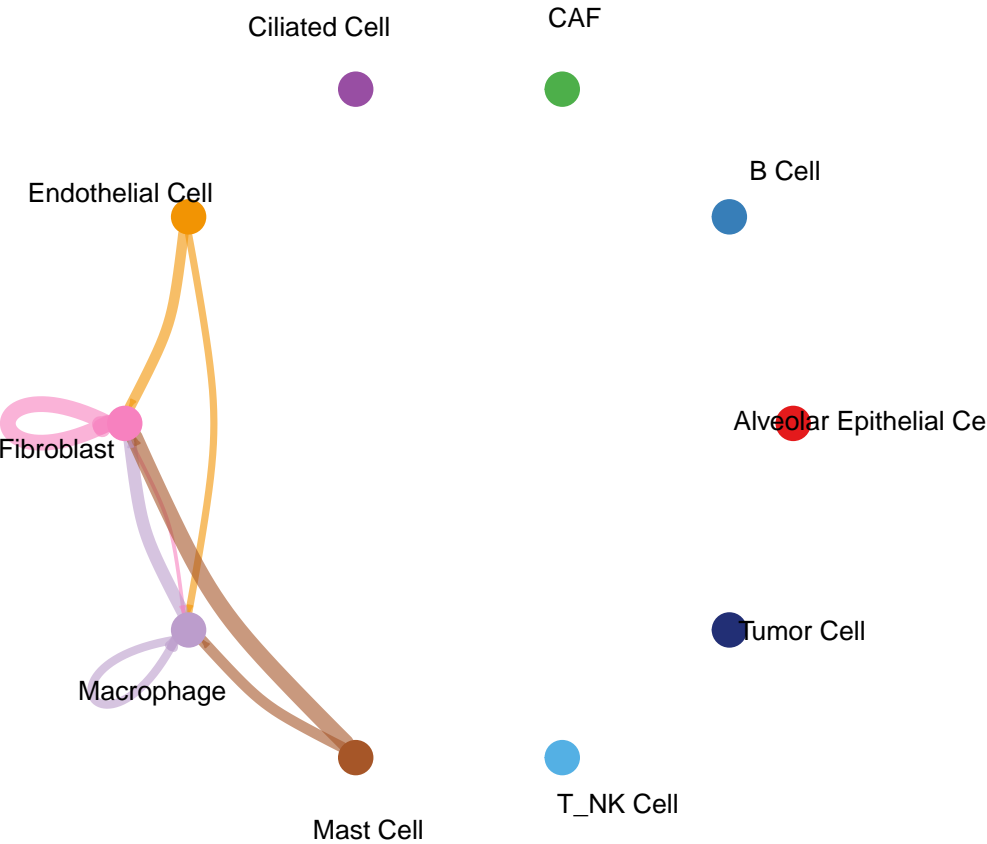 CAF
Ciliated Cell
B Cell
Endothelial Cell
Alveolar Epithelial Ce
Fibroblast
Tumor Cell
Macrophage
T_NK Cell
Mast Cell